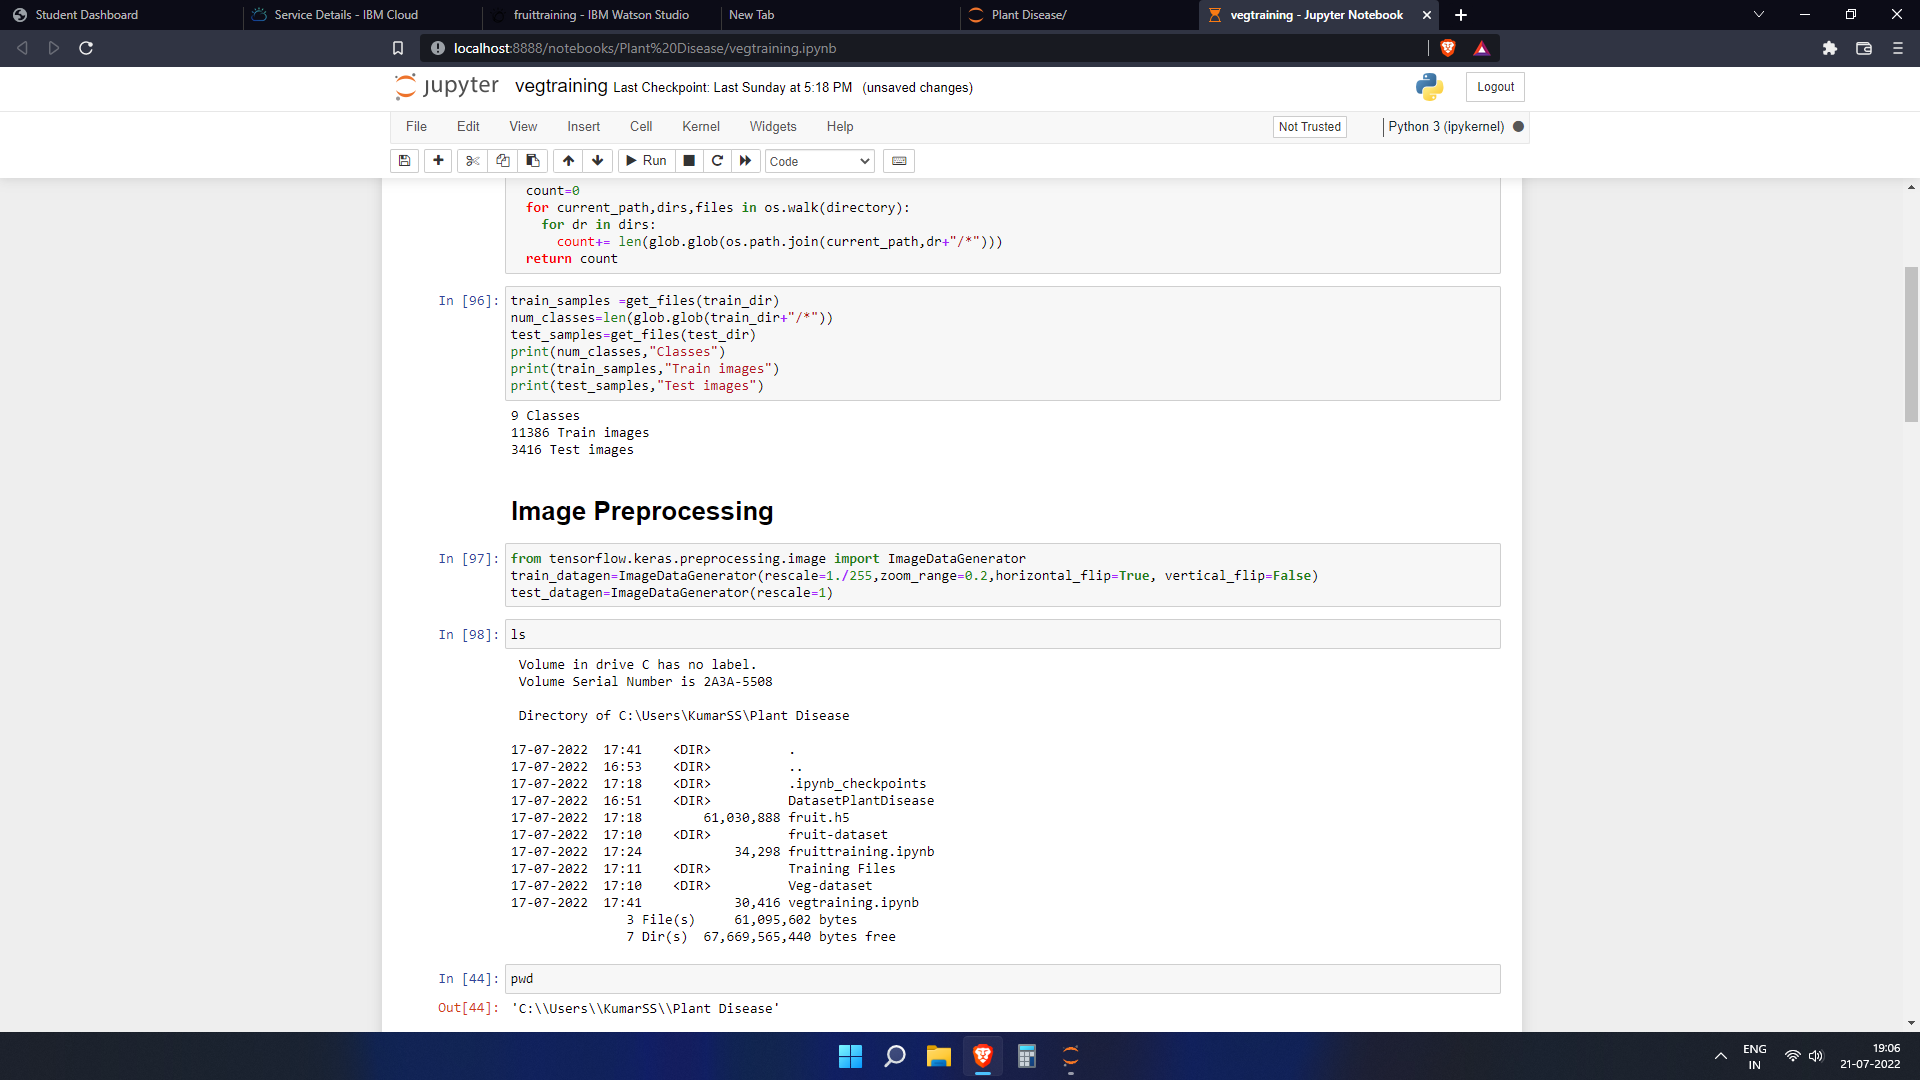 Student Dashboard
Service Details - IBM Cloud
fruittraining - IBM Watson Studio
New Tab
Plant Disease/
vegtraining - Jupyter Notebook
localhost:8888/notebooks/Plant%20Disease/vegtraining.ipynb
jupyter vegtraining Last Checkpoint: Last Sunday at 5:18 PM (unsaved changes)
Logout
File Edit View Insert Cell Kernel Widgets Help
Not Trusted
Python 3 (ipykernel)
Run
Code
count=0
for current_path,dirs,files in os.walk(directory):
for dr in dirs:
count+= len(glob.glob(os.path.join(current_path,dr+"/*")))
return count
In [96]:
train_samples =get_files(train_dir)
num_classes=len(glob.glob(train_dir+"/*"))
test_samples=get_files(test_dir)
print(num_classes,"Classes")
print(train_samples,"Train images")
print(test_samples,"Test images")
9 Classes
11386 Train images
3416 Test images
Image Preprocessing
In [97]:
from tensorflow.keras.preprocessing.image import ImageDataGenerator
train_datagen=ImageDataGenerator(rescale=1./255,zoom_range=0.2,horizontal_flip=True, vertical_flip=False)
test_datagen=ImageDataGenerator(rescale=1)
In [98]:
ls
Volume in drive C has no label.
Volume Serial Number is 2A3A-5508
Directory of C:\Users\KumarSS\Plant Disease
17-07-2022 17:41 <DIR> .
17-07-2022 16:53 <DIR> ..
17-07-2022 17:18 <DIR> .ipynb_checkpoints
17-07-2022 16:51 <DIR> DatasetPlantDisease
17-07-2022 17:18 61,030,888 fruit.h5
17-07-2022 17:10 <DIR> fruit-dataset
17-07-2022 17:24 34,298 fruittraining.ipynb
17-07-2022 17:11 <DIR> Training Files
17-07-2022 17:10 <DIR> Veg-dataset
17-07-2022 17:41 30,416 vegtraining.ipynb
3 File(s) 61,095,602 bytes
7 Dir(s) 67,669,565,440 bytes free
In [44]:
pwd
Out[44]:
'C:\\Users\\KumarSS\\Plant Disease'
ENG
IN
19:06
21-07-2022